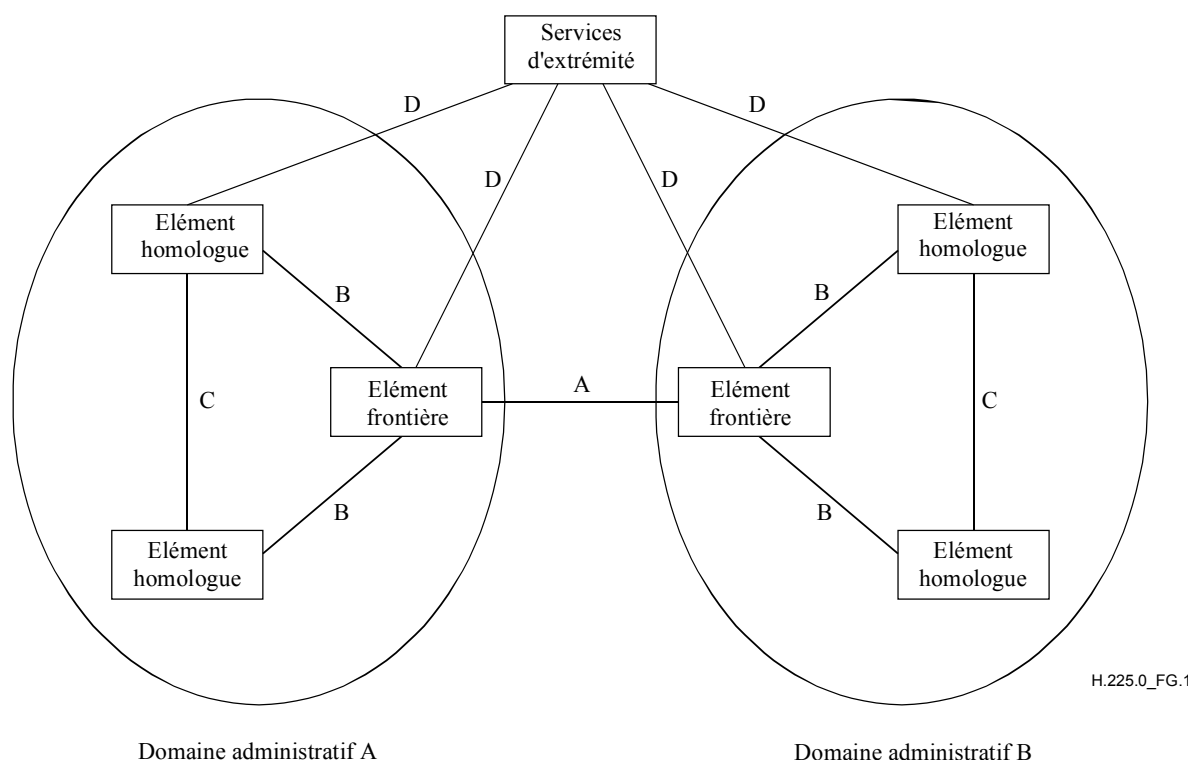 Services
d'extrémité
D
D
D
D
Elément
homologue
Elément
homologue
B
B
C
A
C
Elément
frontière
Elément
frontière
B
B
Elément
homologue
Elément
homologue
H.225.0_FG.1
Domaine administratif A
Domaine administratif B